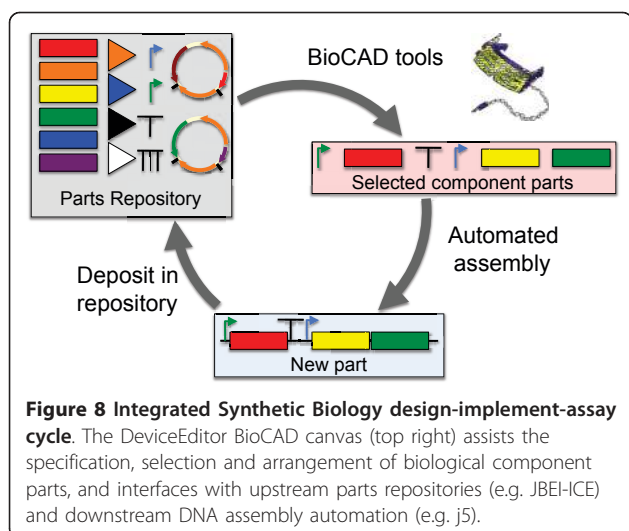 BioCAD tools
Parts Repository
Selected component parts
Automated
assembly
Deposit in
repository
New part
Figure 8 Integrated Synthetic Biology design-implement-assay
cycle. The DeviceEditor BioCAD canvas (top right) assists the
specification, selection and arrangement of biological component
parts, and interfaces with upstream parts repositories (e.g. JBEI-ICE)
and downstream DNA assembly automation (e.g. j5).